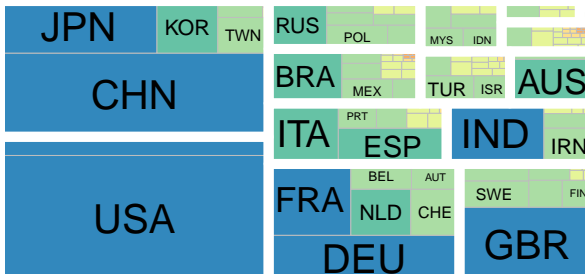 JPN
KOR
TWN
CHN
USA
RUS
POL
MYS
IDN
BRA
MEX
TUR
ISR
AUS
ITA
PRT
ESP
IND
IRN
FRA
BEL
AUT
NLD
CHE
DEU
SWE
FIN
GBR